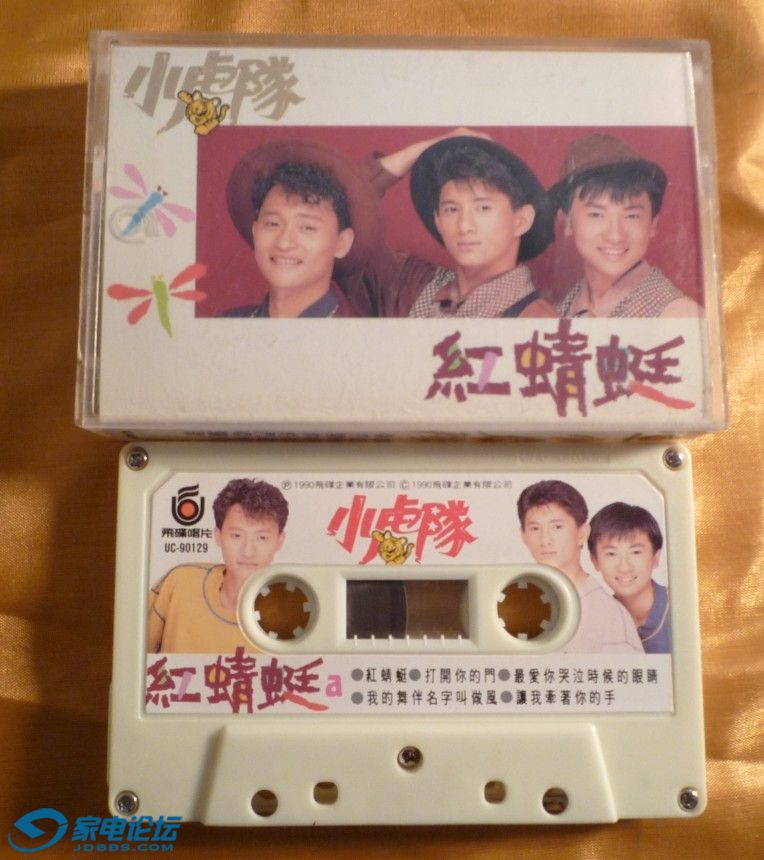 小虎隊
紅蜻蜓
飛碟唱片
UC-90129
Ⓟ1990飛碟企業有限公司 Ⓒ1990飛碟企業有限公司
小虎隊
紅蜻蜓 a
●紅蜻蜓●打開你的門●最愛你哭泣時候的眼睛
●我的舞伴名字叫做風●讓我牽著你的手
家电论坛
JDBBS.COM